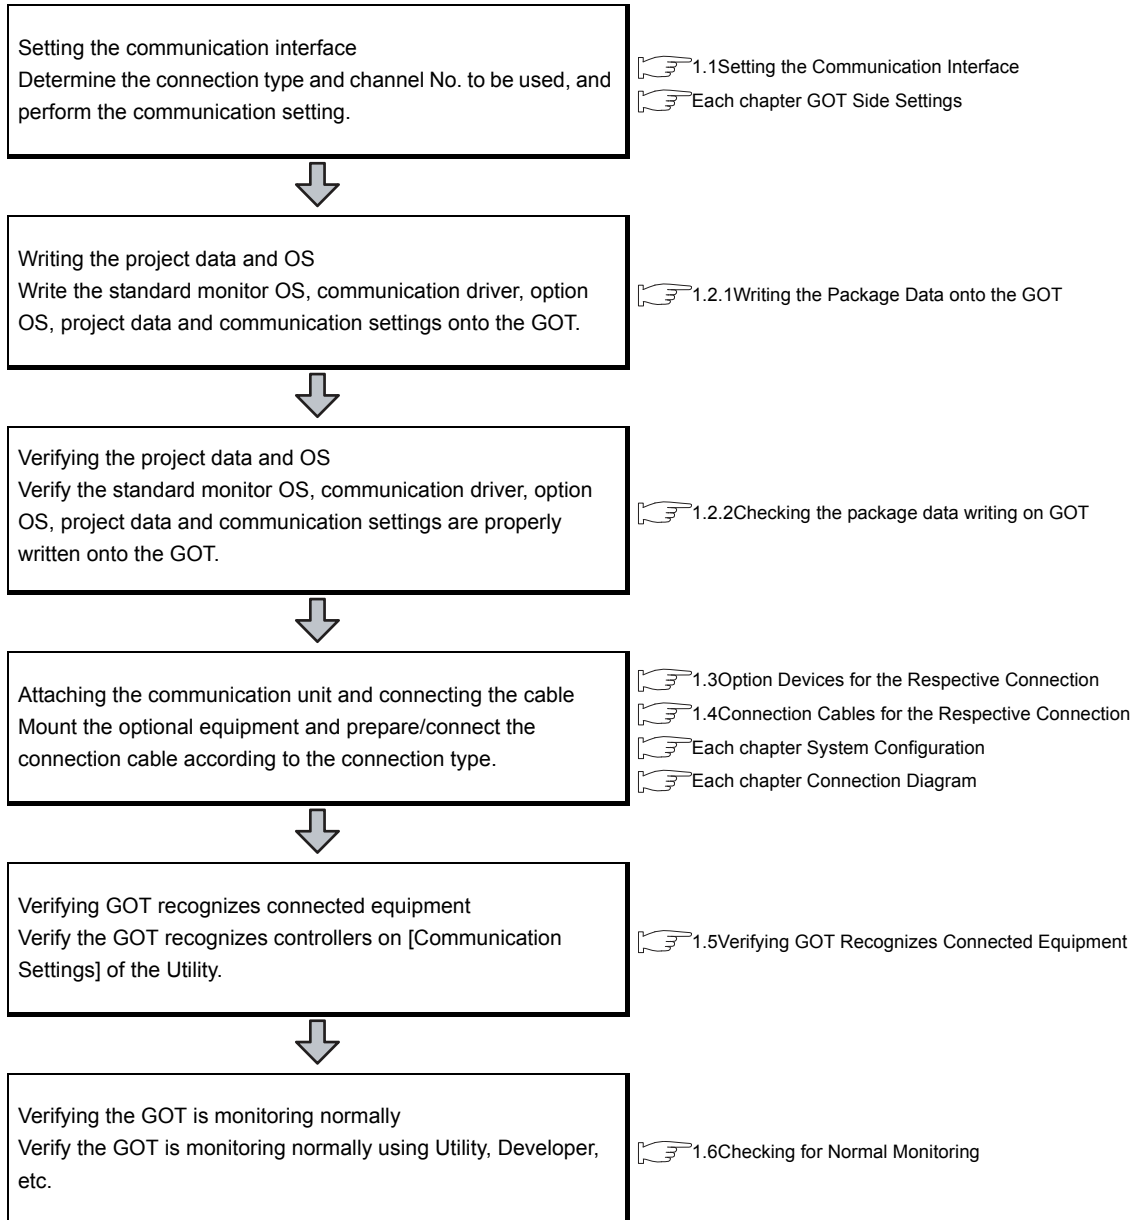 Setting the communication interface
Determine the connection type and channel No. to be used, and
perform the communication setting.
1.1Setting the Communication Interface
Each chapter GOT Side Settings
Writing the project data and OS
Write the standard monitor OS, communication driver, option
OS, project data and communication settings onto the GOT.
1.2.1Writing the Package Data onto the GOT
Verifying the project data and OS
Verify the standard monitor OS, communication driver, option
OS, project data and communication settings are properly
written onto the GOT.
1.2.2Checking the package data writing on GOT
Attaching the communication unit and connecting the cable
Mount the optional equipment and prepare/connect the
connection cable according to the connection type.
1.3Option Devices for the Respective Connection
1.4Connection Cables for the Respective Connection
Each chapter System Configuration
Each chapter Connection Diagram
Verifying GOT recognizes connected equipment
Verify the GOT recognizes controllers on [Communication
Settings] of the Utility.
1.5Verifying GOT Recognizes Connected Equipment
Verifying the GOT is monitoring normally
Verify the GOT is monitoring normally using Utility, Developer,
etc.
1.6Checking for Normal Monitoring